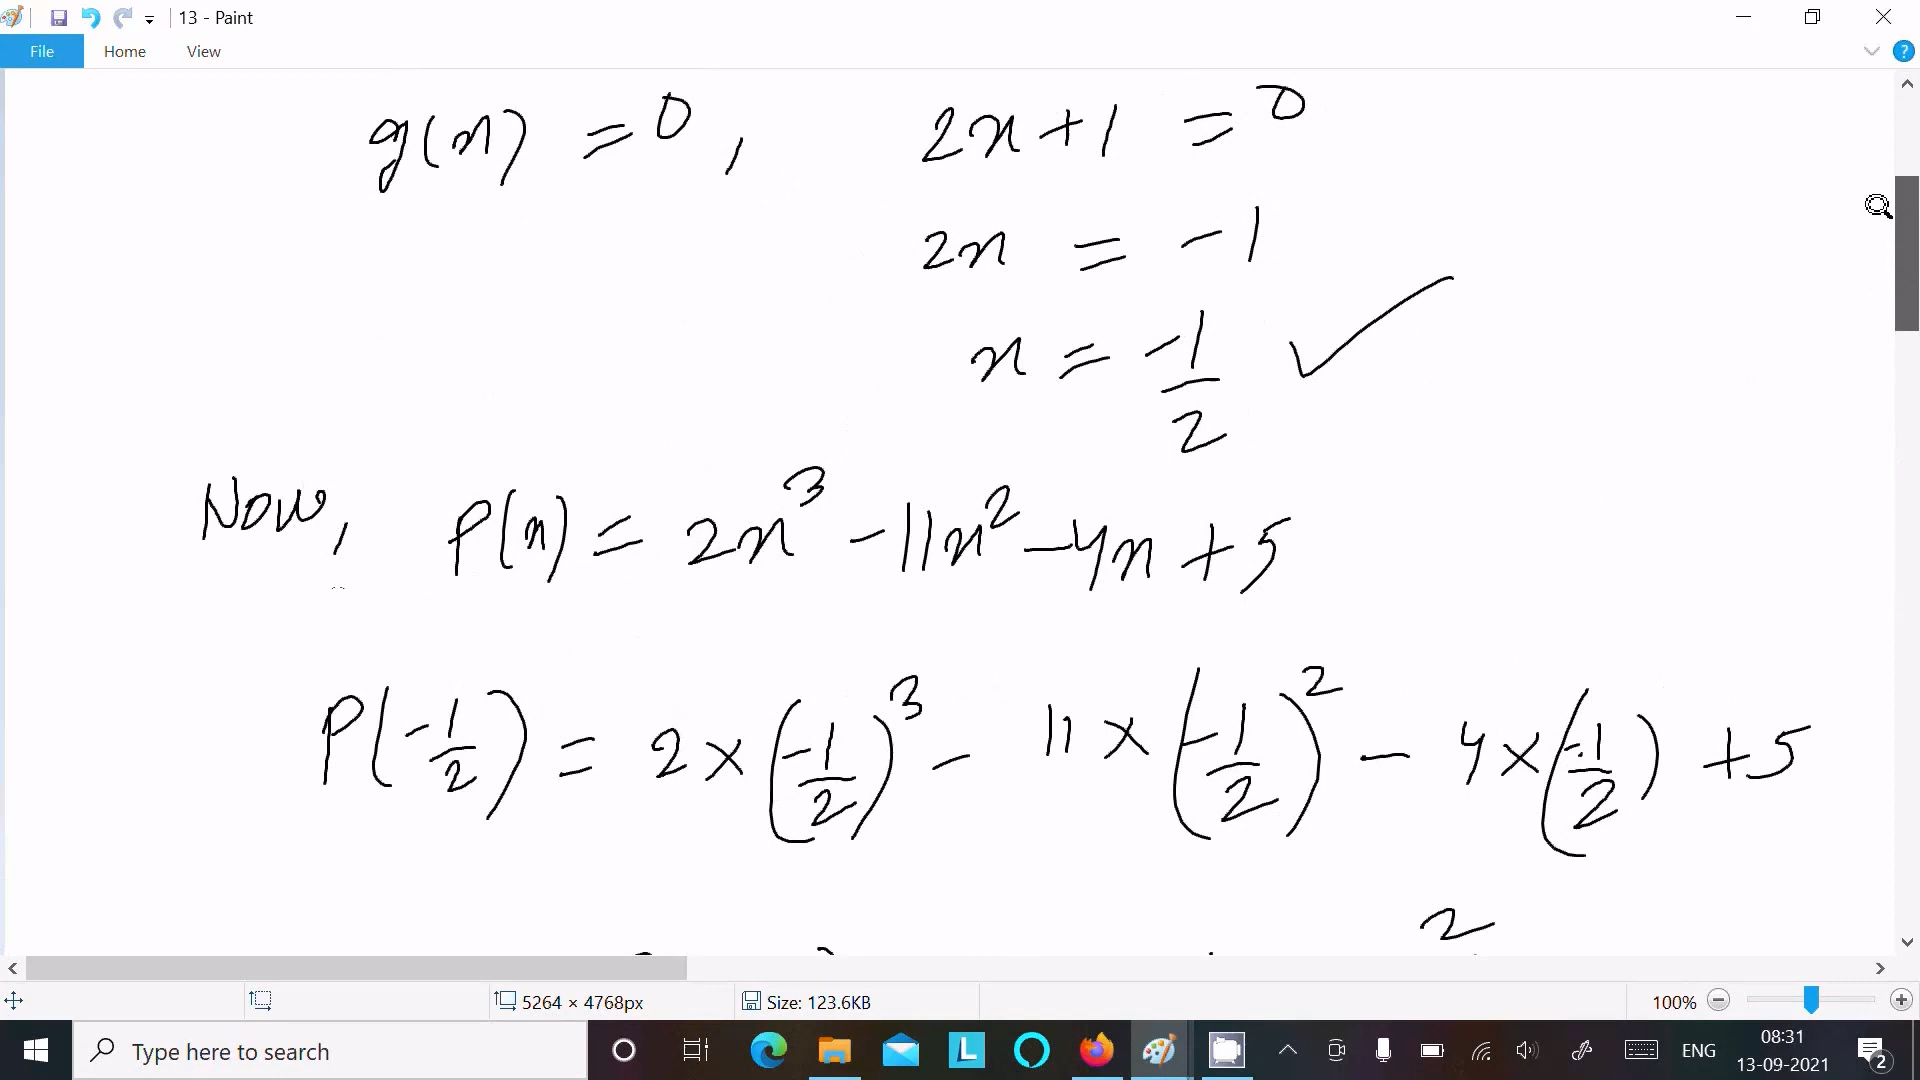 13 - Paint
File Home View
g(x) = 0, 2x + 1 = 0
2x = -1
x = -1/2 ✓
Now, P(x) = 2x³ - 11x² - 4x + 5
P(-1/2) = 2 × (-1/2)³ - 11 × (-1/2)² - 4 × (-1/2) + 5
2
5264 × 4768px Size: 123.6KB 100%
Type here to search L ENG 08:31
13-09-2021 2